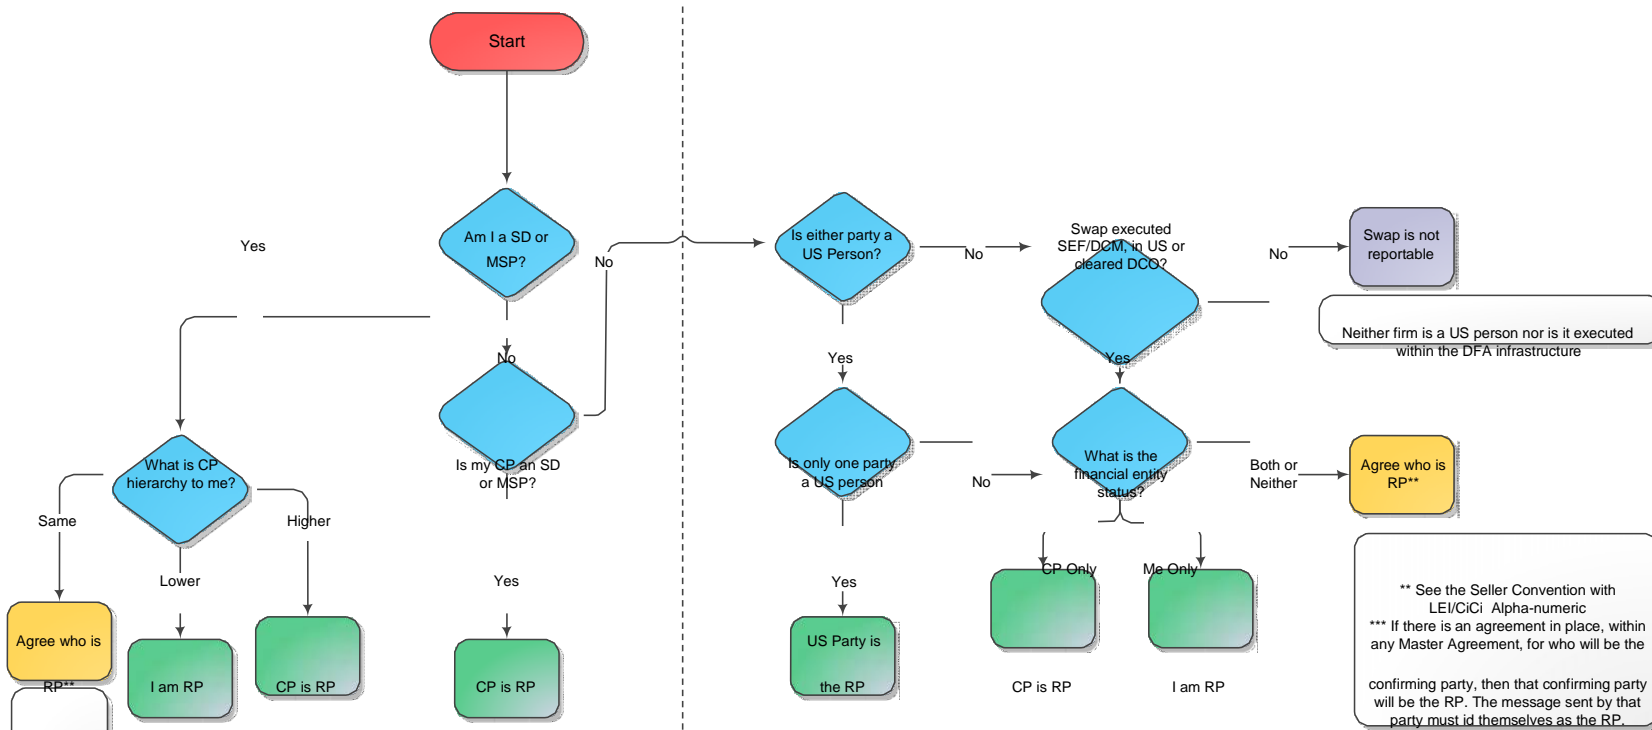 Start
Am I a SD or
MSP?
Yes
No
No
Is my CP an SD
or MSP?
What is CP
hierarchy to me?
Same
Higher
Lower
Yes
Agree who is
RP**
I am RP
CP is RP
CP is RP
Is either party a
US Person?
No
Swap executed
SEF/DCM, in US or
cleared DCO?
No
Swap is not
reportable
Neither firm is a US person nor is it executed
within the DFA infrastructure
Yes
Yes
Is only one party
a US person
No
What is the
financial entity
status?
Both or
Neither
Agree who is
RP**
CP Only
Me Only
Yes
US Party is
the RP
CP is RP
I am RP
** See the Seller Convention with
LEI/CiCi Alpha-numeric
*** If there is an agreement in place, within
any Master Agreement, for who will be the
confirming party, then that confirming party
will be the RP. The message sent by that
party must id themselves as the RP.